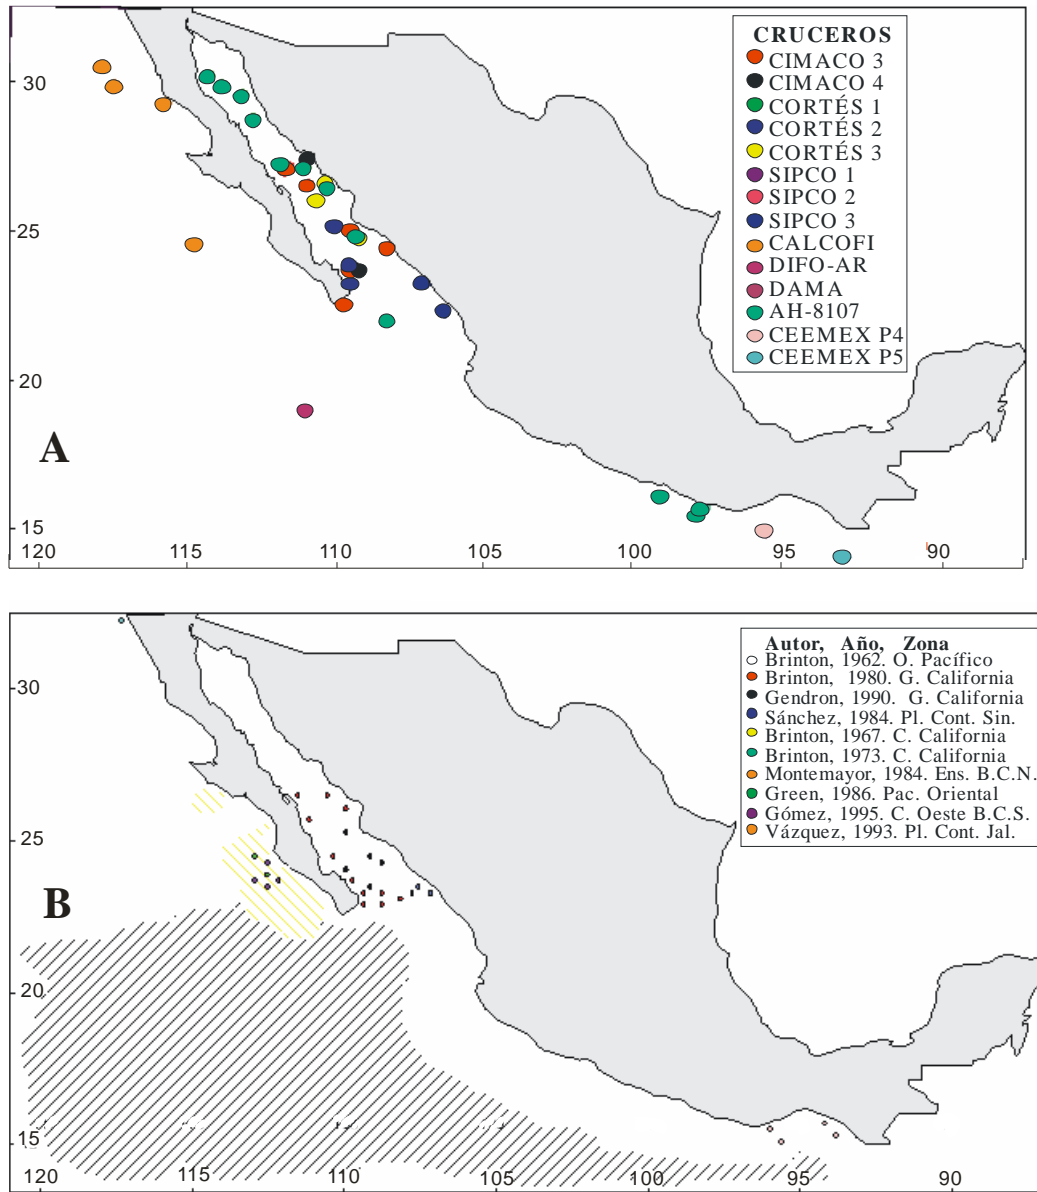 CRUCEROS
CIMACO 3
CIMACO 4
CORTÉS 1
CORTÉS 2
CORTÉS 3
SIPCO 1
SIPCO 2
SIPCO 3
CALCOFI
DIFO-AR
DAMA
AH-8107
CEEMEX P4
CEEMEX P5
30
25
20
A
15
120 115 110 105 100 95 90
Autor, Año, Zona
Brinton, 1962. O. Pacífico
Brinton, 1980. G. California
Gendron, 1990. G. California
Sánchez, 1984. Pl. Cont. Sin.
Brinton, 1967. C. California
Brinton, 1973. C. California
Montemayor, 1984. Ens. B.C.N.
Green, 1986. Pac. Oriental
Gómez, 1995. C. Oeste B.C.S.
Vázquez, 1993. Pl. Cont. Jal.
30
25
B
20
15
120 115 110 105 100 95 90